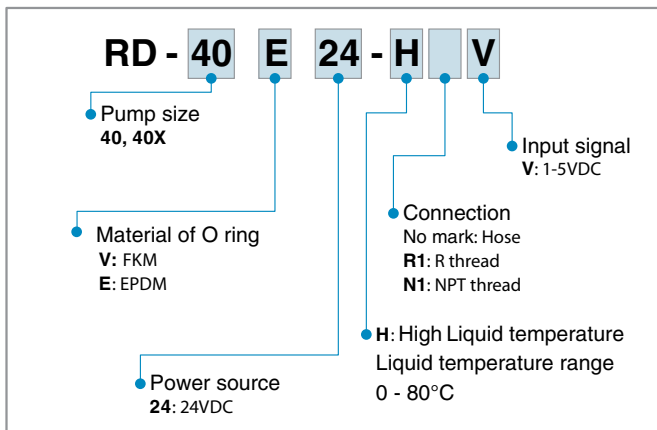 RD - 40 E 24 - H V
Pump size
40, 40X
Input signal
V: 1-5VDC
Connection
No mark: Hose
R1: R thread
N1: NPT thread
Material of O ring
V: FKM
E: EPDM
H: High Liquid temperature
Liquid temperature range
0 - 80°C
Power source
24: 24VDC